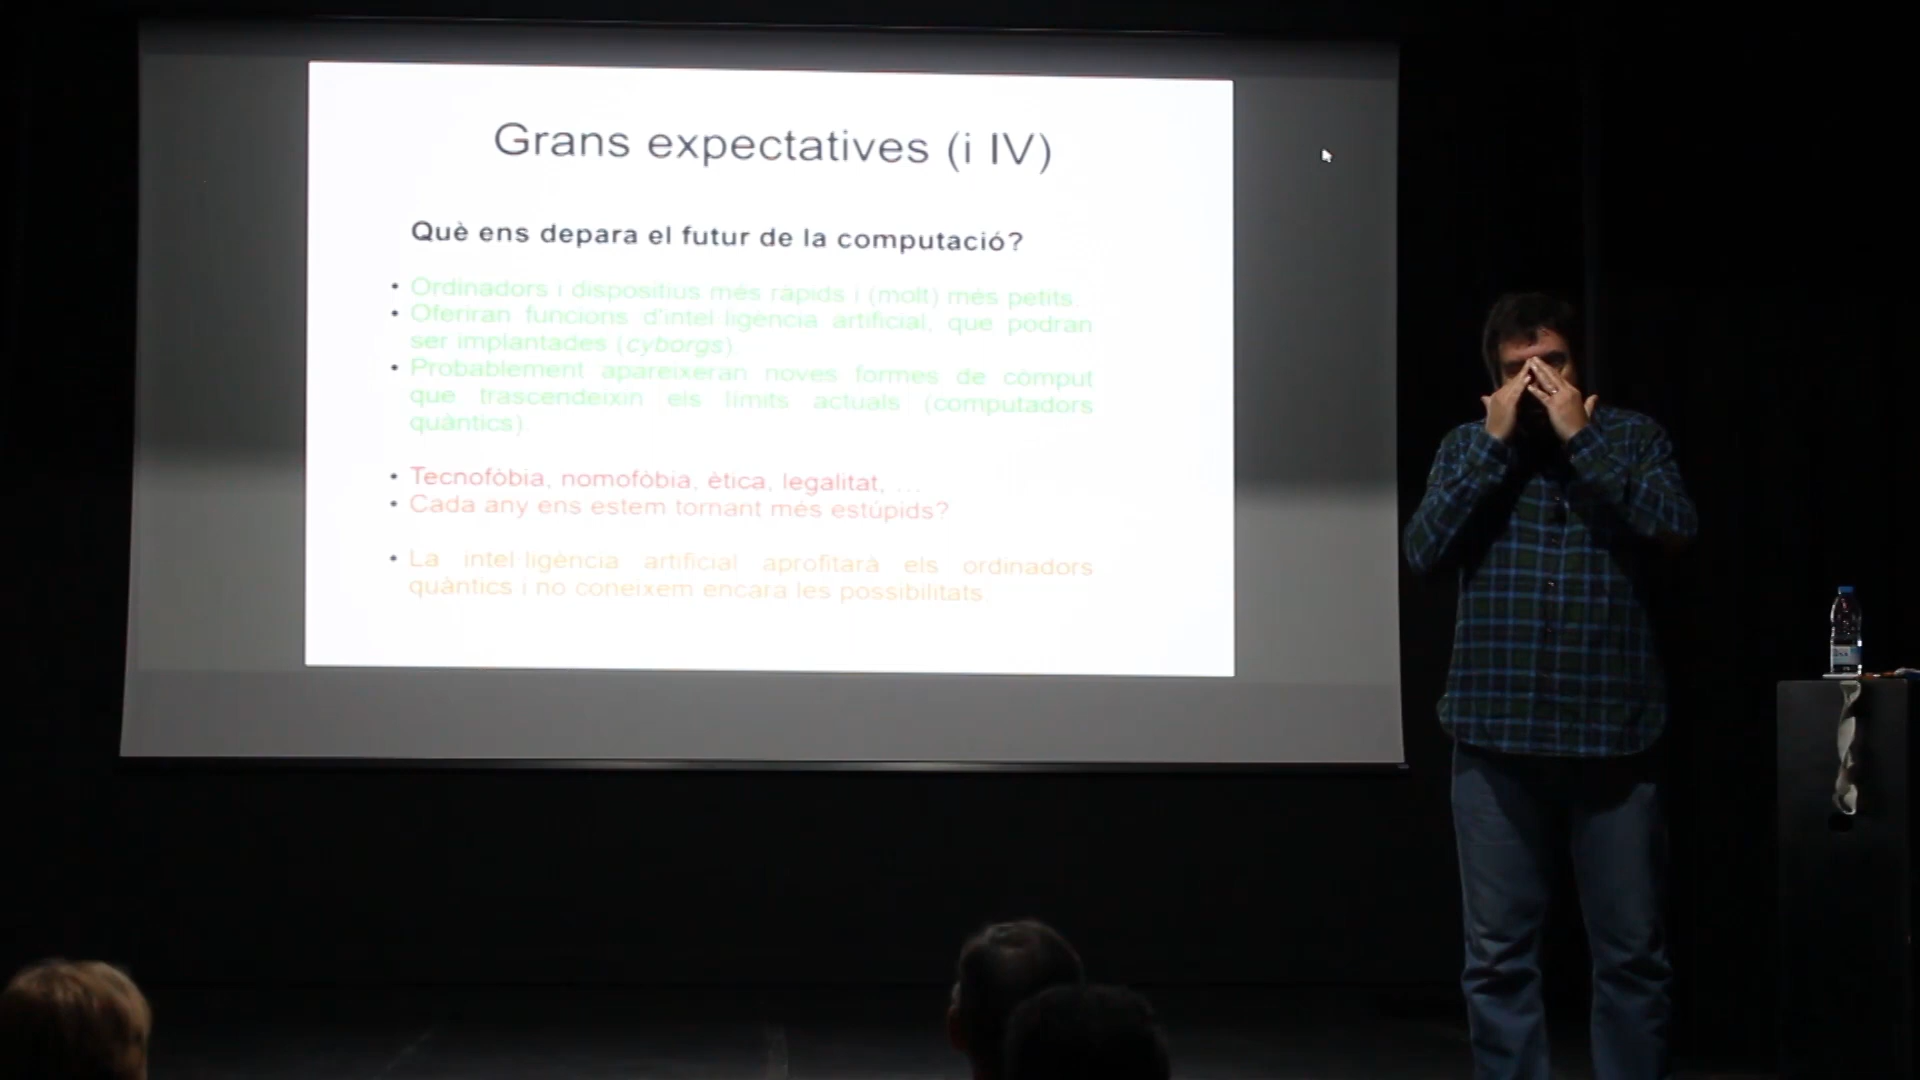 Grans expectatives (i IV)
Què ens depara el futur de la computació?
• Ordinadors i dispositius més ràpids i (molt) més petits.
• Oferiran funcions d'intel·ligència artificial, que podran
ser implantades (cyborgs).
• Probablement apareixeran noves formes de còmput
que trascendeixin els límits actuals (computadors
quàntics).
• Tecnofòbia, nomofòbia, ètica, legalitat, ...
• Cada any ens estem tornant més estúpids?
• La intel·ligència artificial aprofitarà els ordinadors
quàntics i no coneixem encara les possibilitats.